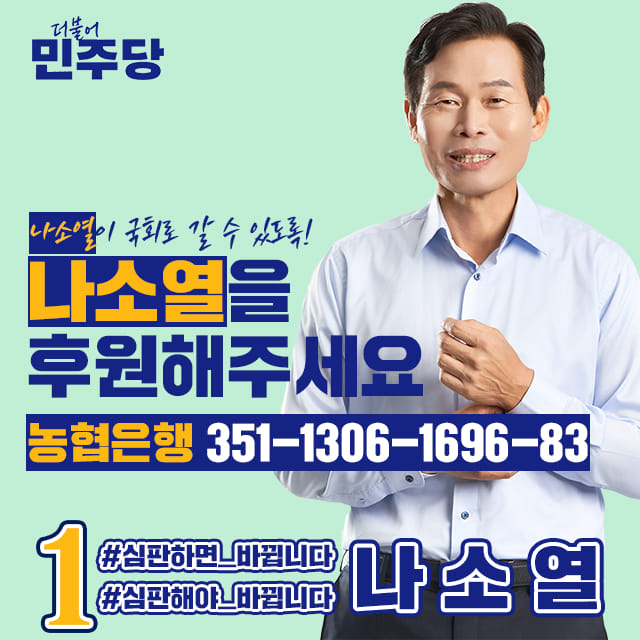 더불어
민주당
나소열이 국회로 갈 수 있도록!
나소열을
후원해주세요
농협은행 351-1306-1696-83
1
#심판하면_바뀝니다
#심판해야_바뀝니다
나소열